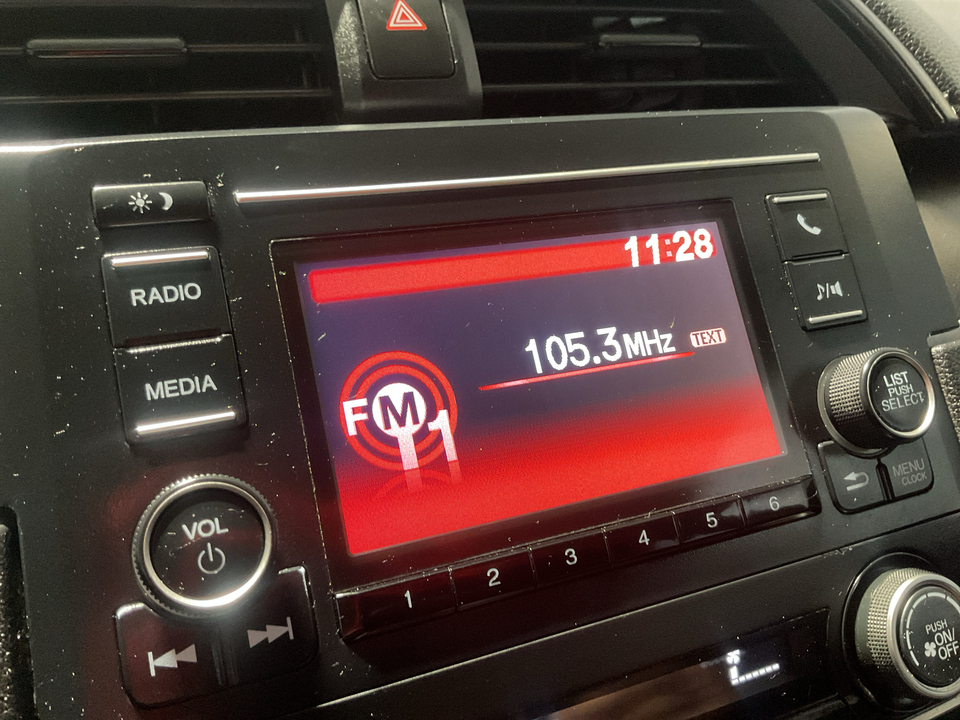 11:28
RADIO
MEDIA
105.3MHz
TEXT
FM1
VOL
LIST
PUSH
SELECT
MENU
CLOCK
1 2 3 4 5 6
PUSH
ON/
OFF